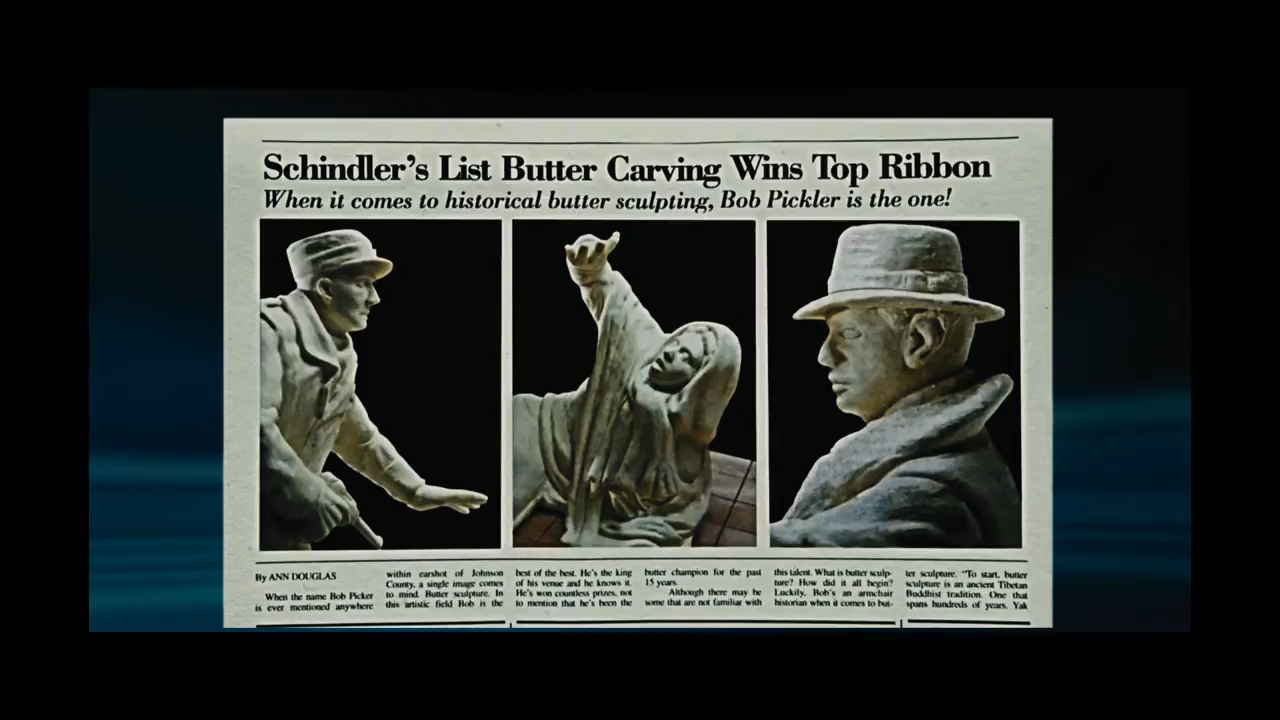 Schindler's List Butter Carving Wins Top Ribbon
When it comes to historical butter sculpting, Bob Pickler is the one!
By ANN DOUGLAS
When the name Bob Picker
is ever mentioned anywhere
within earshot of Johnson
County, a single image comes
to mind. Butter sculpture. In
this artistic field Bob is the
best of the best. He's the king
of his venue and he knows it.
He's won countless prizes, not
to mention that he's been the
butter champion for the past
15 years.
Although there may be
some that are not familiar with
this talent. What is butter sculp-
ture? How did it all begin?
Luckily, Bob's an armchair
historian when it comes to but-
ter sculpture. "To start, butter
sculpture is an ancient Tibetan
Buddhist tradition. One that
spans hundreds of years. Yak